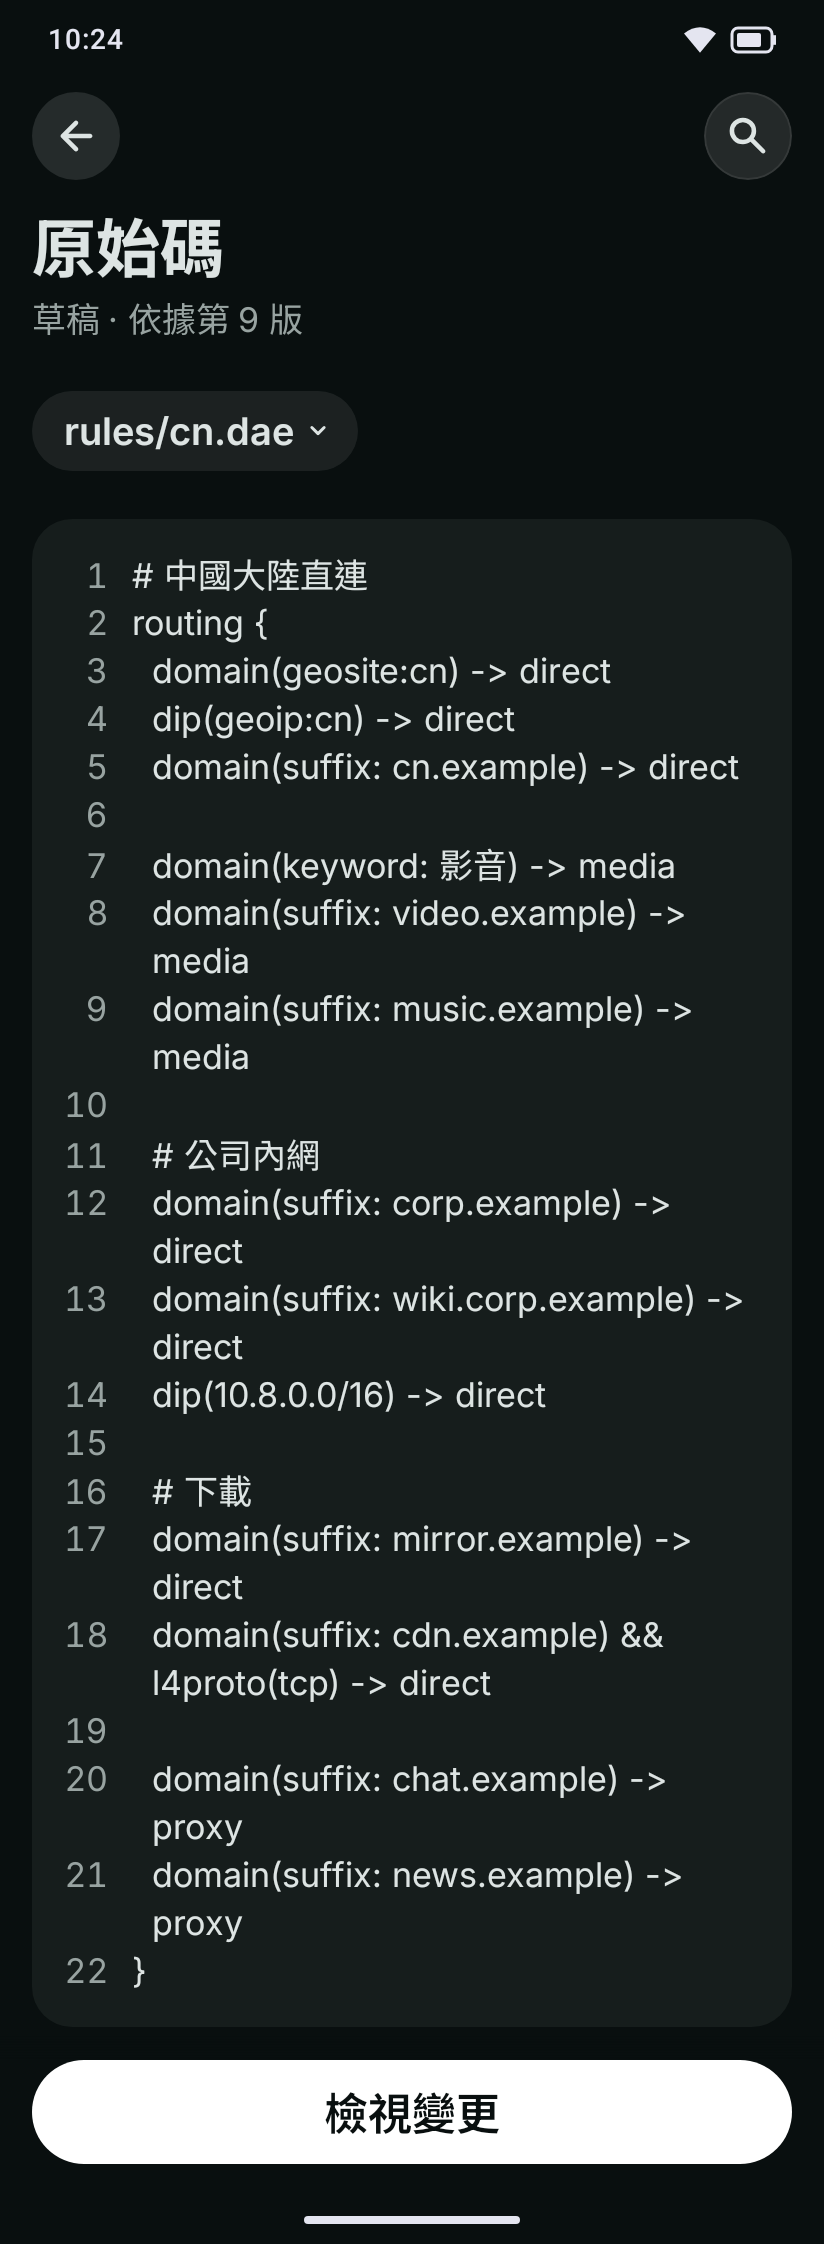 10:24
原始碼
草稿 · 依據第 9 版
rules/cn.dae
1 # 中國大陸直連
2 routing {
3 domain(geosite:cn) -> direct
4 dip(geoip:cn) -> direct
5 domain(suffix: cn.example) -> direct
6
7 domain(keyword: 影音) -> media
8 domain(suffix: video.example) ->
media
9 domain(suffix: music.example) ->
media
10
11 # 公司內網
12 domain(suffix: corp.example) ->
direct
13 domain(suffix: wiki.corp.example) ->
direct
14 dip(10.8.0.0/16) -> direct
15
16 # 下載
17 domain(suffix: mirror.example) ->
direct
18 domain(suffix: cdn.example) &&
l4proto(tcp) -> direct
19
20 domain(suffix: chat.example) ->
proxy
21 domain(suffix: news.example) ->
proxy
22 }
檢視變更